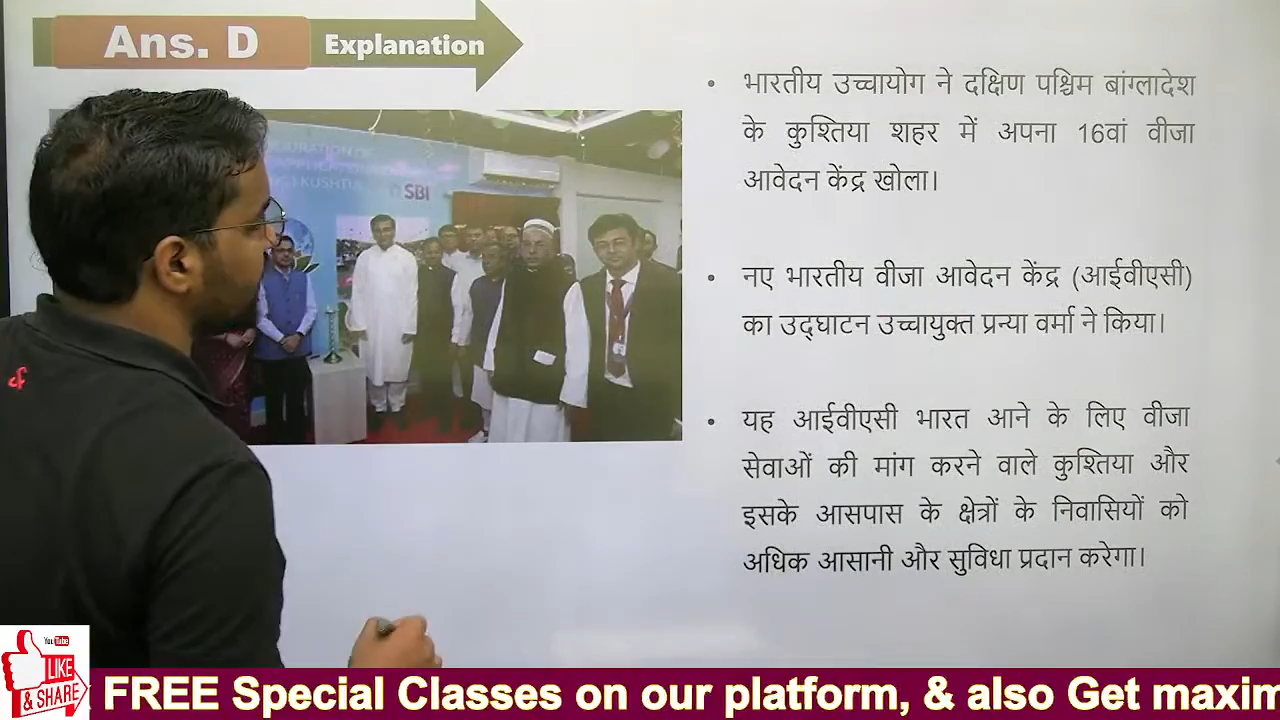 Ans. D
Explanation
SBI
भारतीय उच्चायोग ने दक्षिण पश्चिम बांग्लादेश
के कुश्तिया शहर में अपना 16वां वीजा
आवेदन केंद्र खोला।
नए भारतीय वीजा आवेदन केंद्र (आईवीएसी)
का उद्घाटन उच्चायुक्त प्रन्या वर्मा ने किया।
यह आईवीएसी भारत आने के लिए वीजा
सेवाओं की मांग करने वाले कुश्तिया और
इसके आसपास के क्षेत्रों के निवासियों को
अधिक आसानी और सुविधा प्रदान करेगा।
YouTube
LIKE
& SHARE
FREE Special Classes on our platform, & also Get maxim